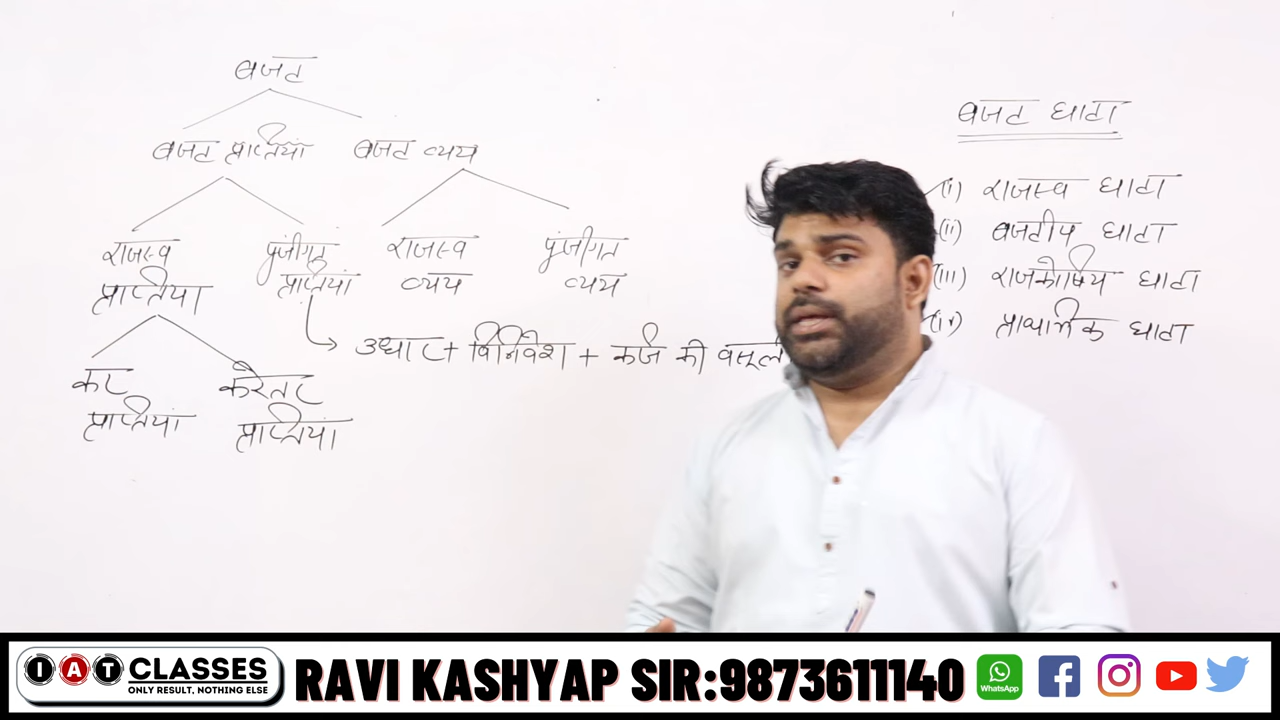 बजट
बजट प्राप्तियां बजट व्यय
राजस्व प्राप्तियां
पूंजीगत प्राप्तियां
राजस्व व्यय
पूंजीगत व्यय
उधार + विनिवेश + कर्ज की वसूली
कर प्राप्तियां
करेतर प्राप्तियां
बजट घाटा
(i) राजस्व घाटा
(ii) बजटीय घाटा
(iii) राजकोषिय घाटा
(iv) प्राथमिक घाटा
IAT CLASSES
ONLY RESULT, NOTHING ELSE
RAVI KASHYAP SIR:9873611140
WhatsApp